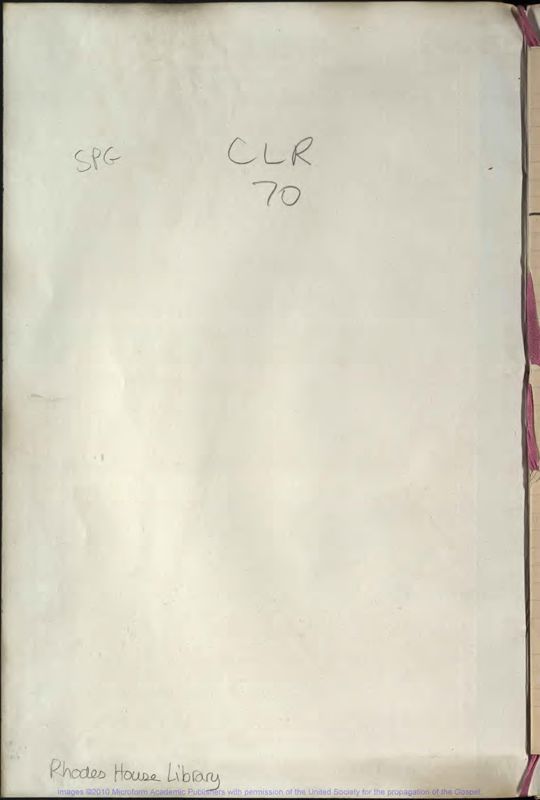 SPG CLR
70
Rhodes House Library
Images ©2010 Microform Academic Publishers with permission of the United Society for the propagation of the Gospel.